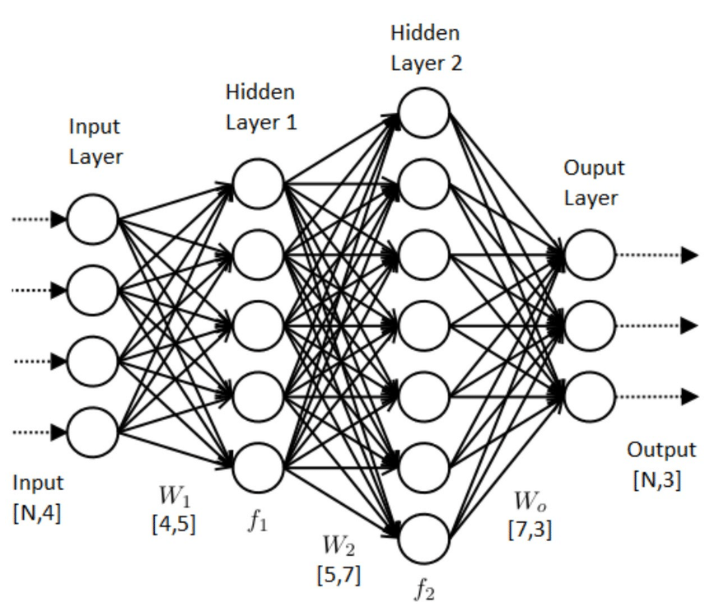 Hidden
Layer 2
Hidden
Layer 1
Input
Layer
Ouput
Layer
Input
[N,4]
W₁
[4,5]
f₁
W₂
[5,7]
f₂
Wₒ
[7,3]
Output
[N,3]